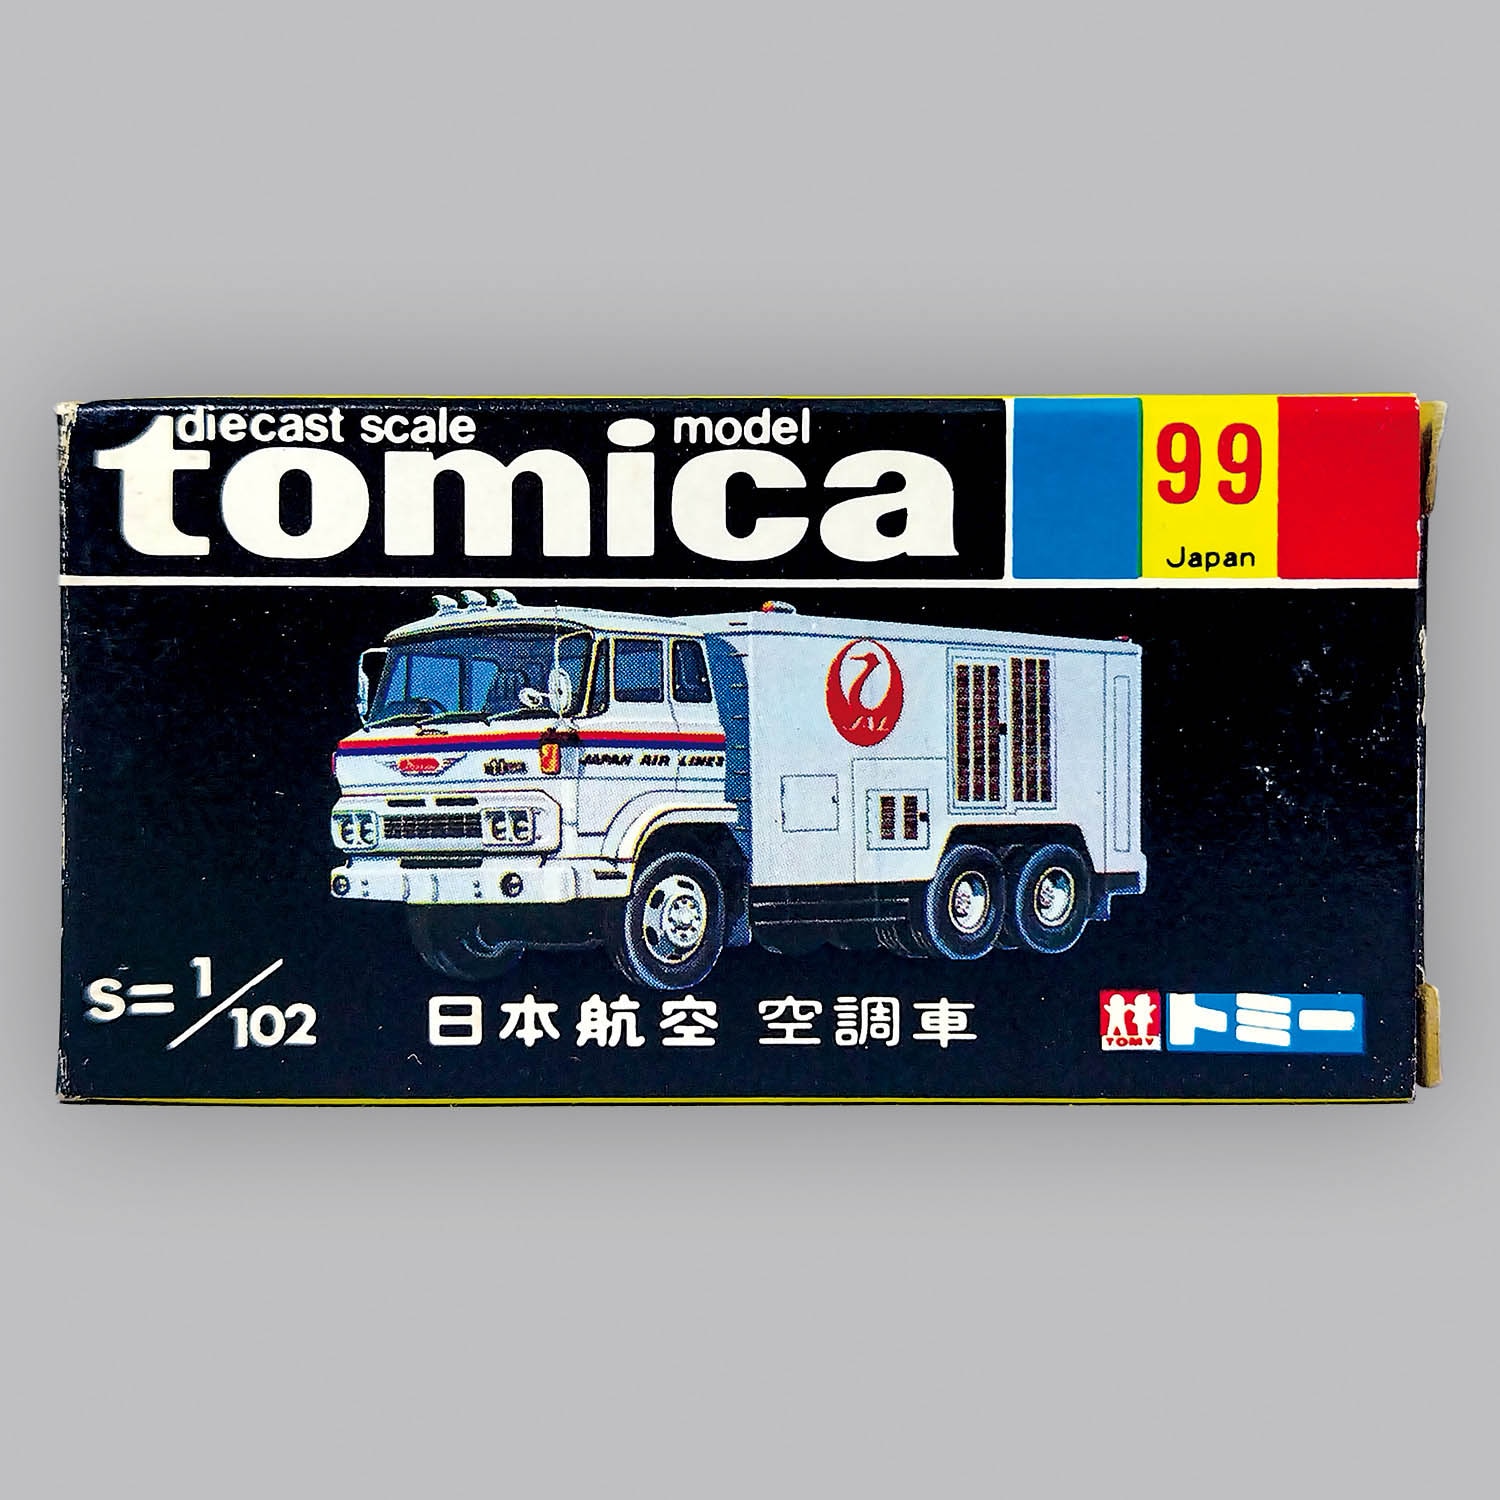 diecast scale model
tomica
99
Japan
JAL
JAPAN AIR LINES
S=1/102
日本航空 空調車
TOMY
トミー